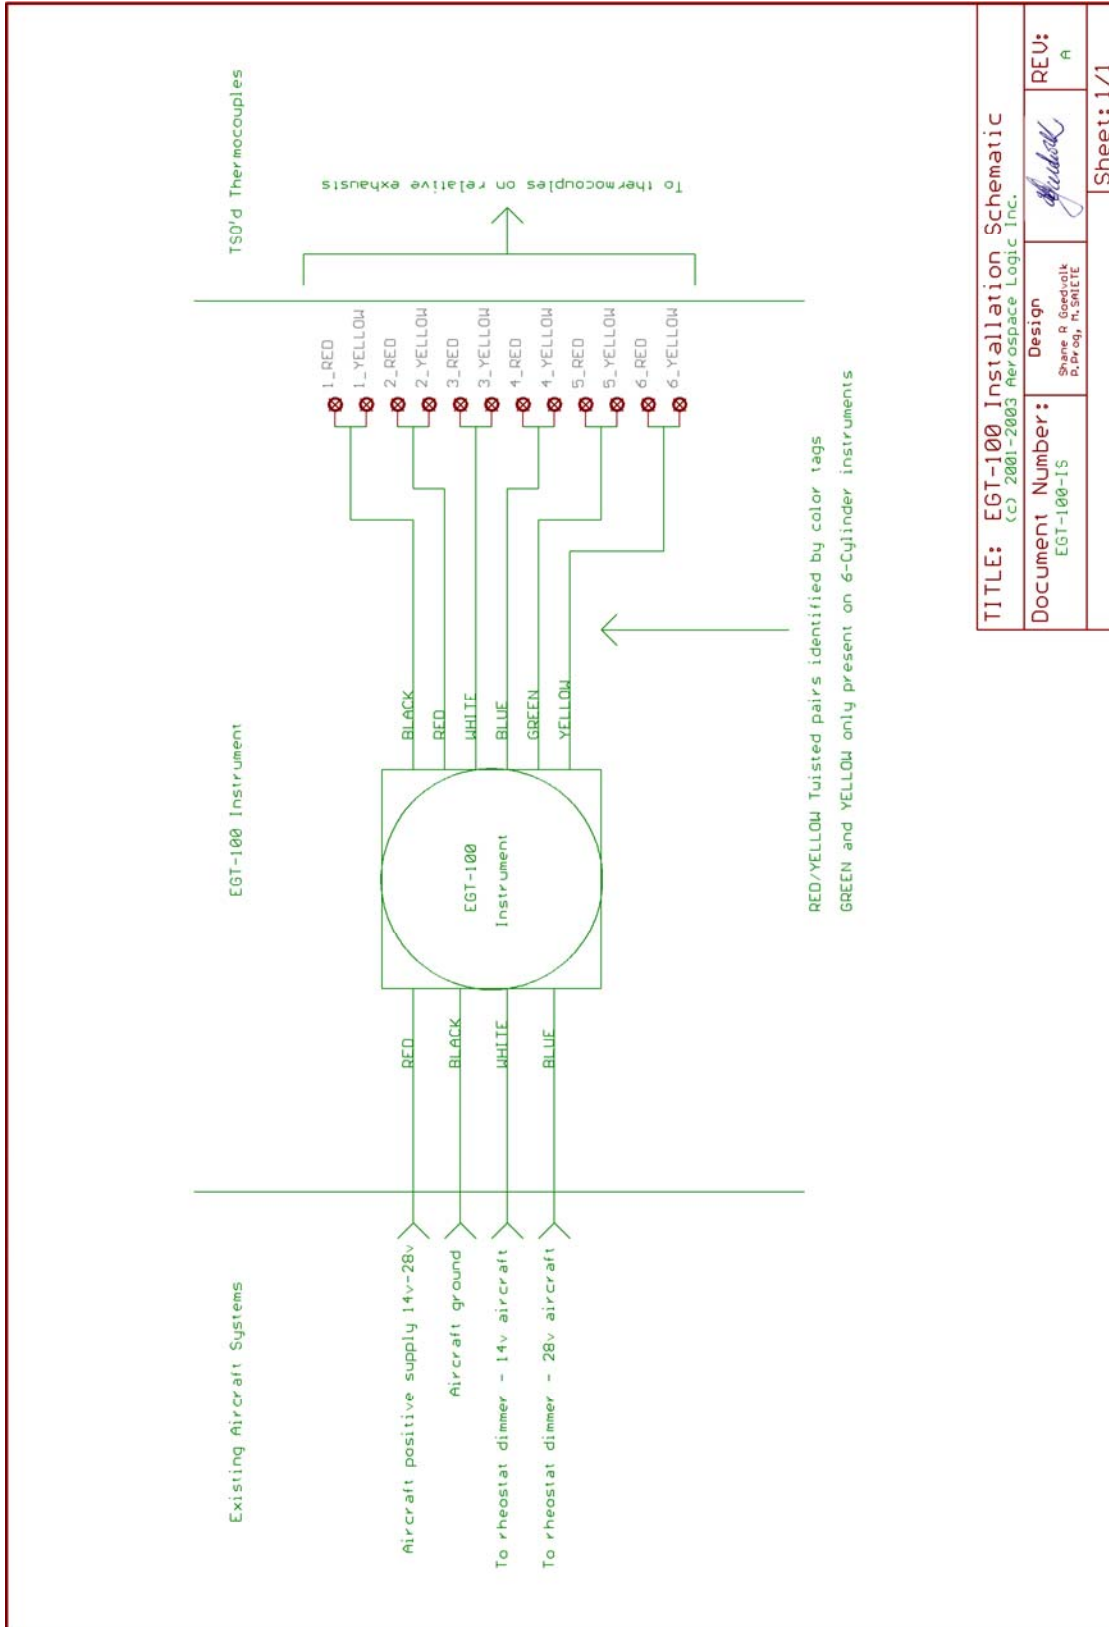 Existing Aircraft Systems
EGT-100 Instrument
TSO'd Thermocouples
Aircraft positive supply 14v-28v
Aircraft ground
To rheostat dimmer - 14v aircraft
To rheostat dimmer - 28v aircraft
RED
BLACK
WHITE
BLUE
EGT-100
Instrument
BLACK
RED
WHITE
BLUE
GREEN
YELLOW
1_RED
1_YELLOW
2_RED
2_YELLOW
3_RED
3_YELLOW
4_RED
4_YELLOW
5_RED
5_YELLOW
6_RED
6_YELLOW
To thermocouples on relative exhausts
RED/YELLOW Twisted pairs identified by color tags
GREEN and YELLOW only present on 6-Cylinder instruments
TITLE: EGT-100 Installation Schematic
(c) 2001-2003 Aerospace Logic Inc.
Document Number:
EGT-100-IS
Design
Shane R Goedvolk
P.Prog, M.SAIETE
REV:
A
Sheet: 1/1